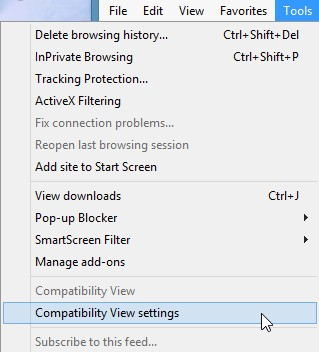 File Edit View Favorites Tools
Delete browsing history... Ctrl+Shift+Del
InPrivate Browsing Ctrl+Shift+P
Tracking Protection...
ActiveX Filtering
Fix connection problems...
Reopen last browsing session
Add site to Start Screen
View downloads Ctrl+J
Pop-up Blocker
SmartScreen Filter
Manage add-ons
Compatibility View
Compatibility View settings
Subscribe to this feed...